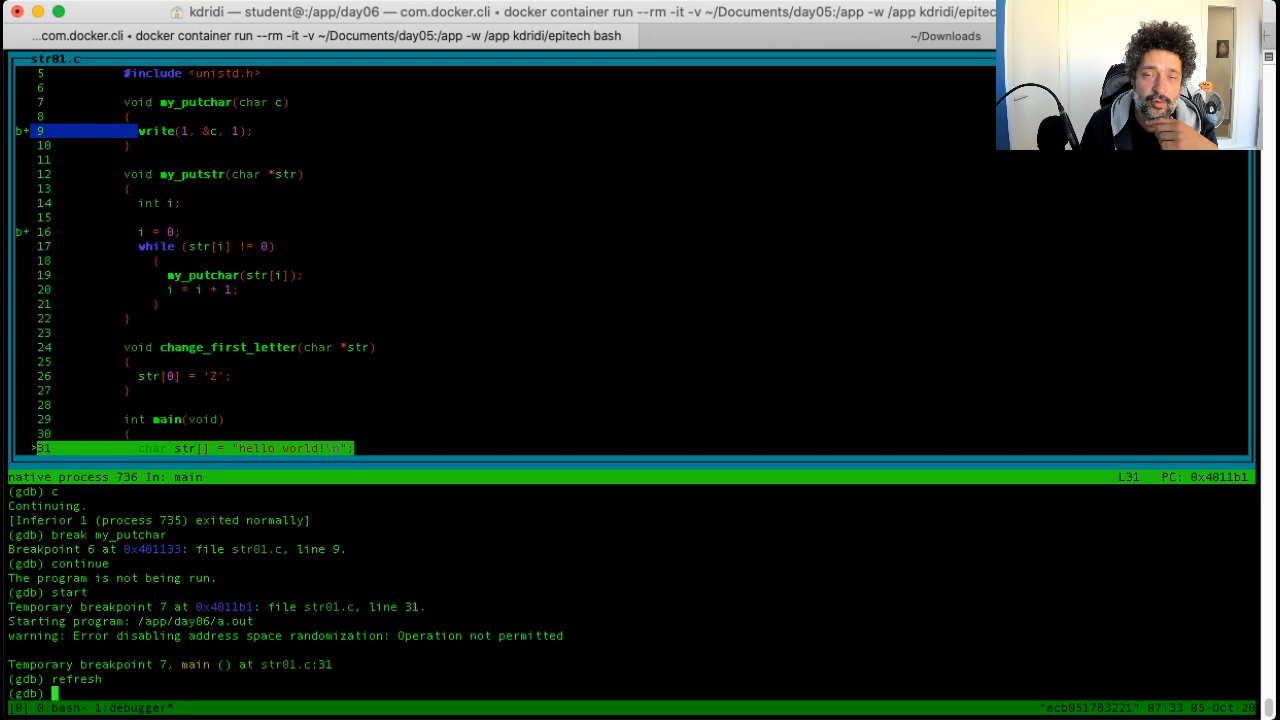 kdridi — student@:/app/day06 — com.docker.cli ◂ docker container run --rm -it -v ~/Documents/day05:/app -w /app kdridi/epitec
...com.docker.cli ◂ docker container run --rm -it -v ~/Documents/day05:/app -w /app kdridi/epitech bash
~/Downloads
str01.c
5 #include <unistd.h>
6
7 void my_putchar(char c)
8 {
b+ 9 write(1, &c, 1);
10 }
11
12 void my_putstr(char *str)
13 {
14 int i;
15
b+ 16 i = 0;
17 while (str[i] != 0)
18 {
19 my_putchar(str[i]);
20 i = i + 1;
21 }
22 }
23
24 void change_first_letter(char *str)
25 {
26 str[0] = 'Z';
27 }
28
29 int main(void)
30 {
>31 char str[] = "hello world!\n";
native process 736 In: main L31 PC: 0x4011b1
(gdb) c
Continuing.
[Inferior 1 (process 735) exited normally]
(gdb) break my_putchar
Breakpoint 6 at 0x401133: file str01.c, line 9.
(gdb) continue
The program is not being run.
(gdb) start
Temporary breakpoint 7 at 0x4011b1: file str01.c, line 31.
Starting program: /app/day06/a.out
warning: Error disabling address space randomization: Operation not permitted
Temporary breakpoint 7, main () at str01.c:31
(gdb) refresh
(gdb)
[0] 0:bash- 1:debugger* "ecb051783221" 07:33 05-Oct-20